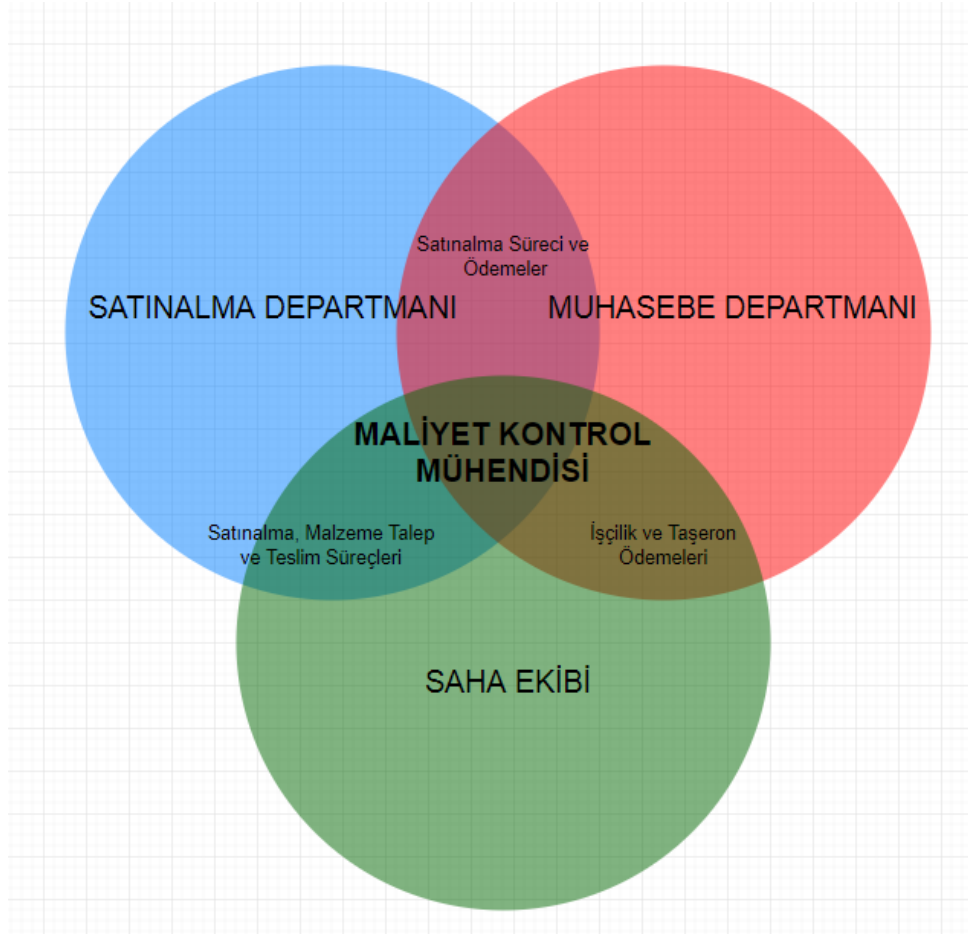 Satınalma Süreci ve
Ödemeler
SATINALMA DEPARTMANI
MUHASEBE DEPARTMANI
MALİYET KONTROL
MÜHENDİSİ
Satınalma, Malzeme Talep
ve Teslim Süreçleri
İşçilik ve Taşeron
Ödemeleri
SAHA EKİBİ